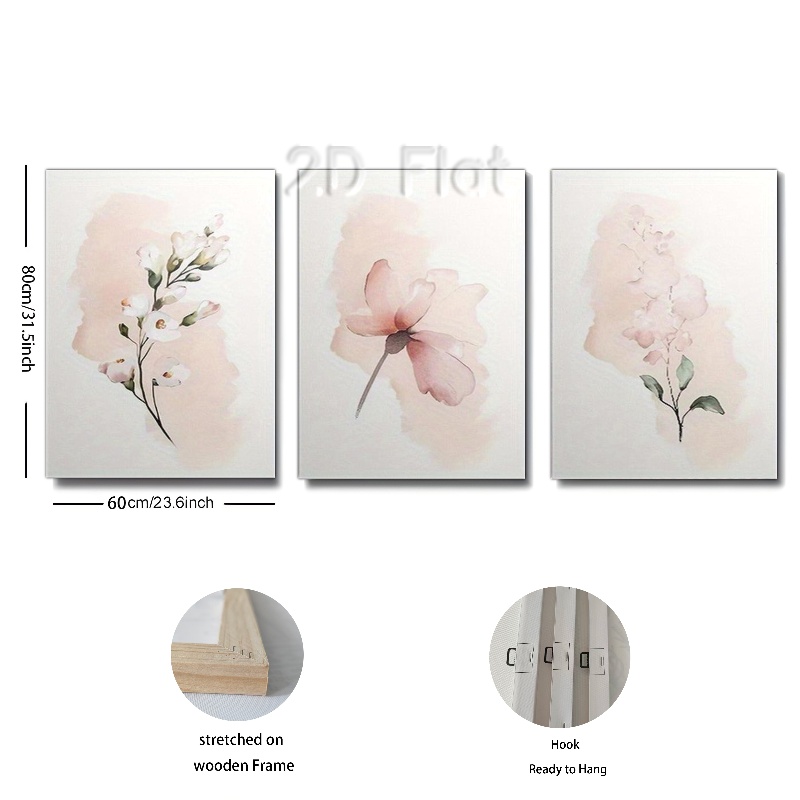 2D Flat
80cm/31.5inch
60cm/23.6inch
stretched on
wooden Frame
Hook
Ready to Hang